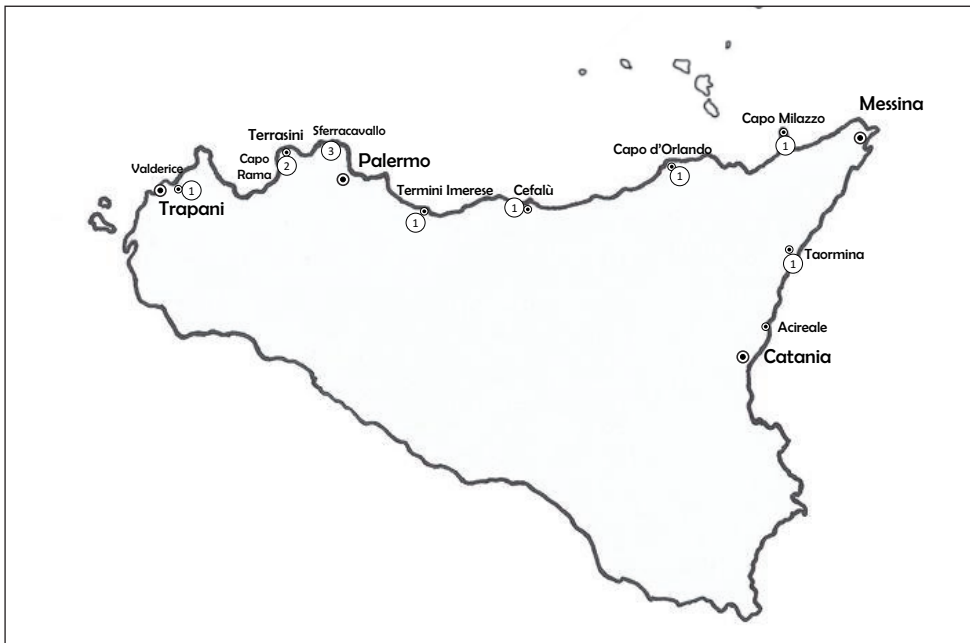 Messina
Capo Milazzo
1
Sferracavallo
3
Terrasini
Capo d'Orlando
1
Capo
Rama
2
Palermo
Valderice
1
Trapani
Termini Imerese
1
Cefalù
1
Taormina
1
Acireale
Catania